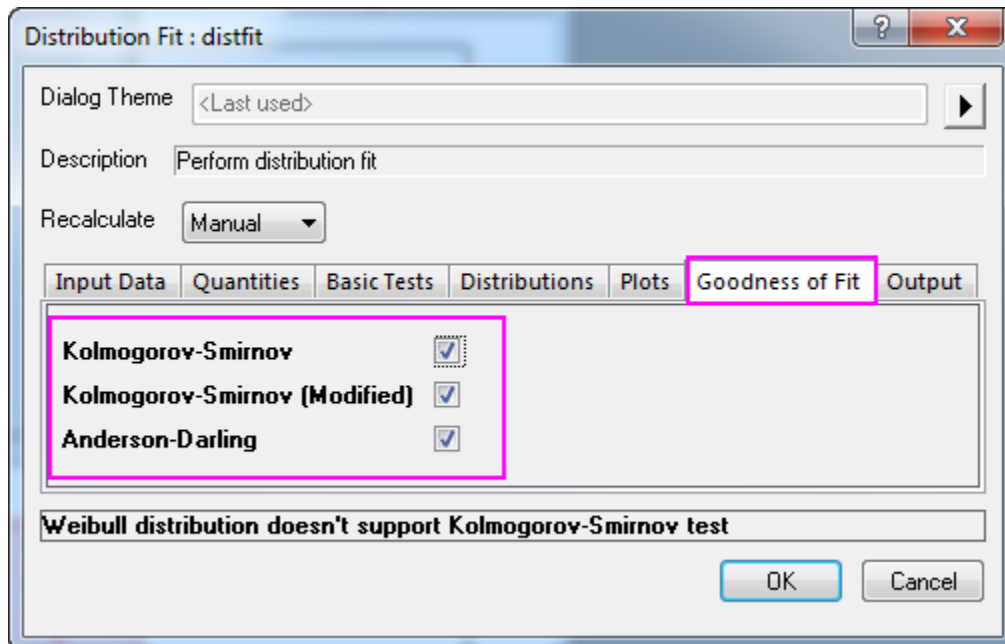 Distribution Fit : distfit
?
X
Dialog Theme <Last used>
Description Perform distribution fit
Recalculate Manual
Input Data Quantities Basic Tests Distributions Plots Goodness of Fit Output
Kolmogorov-Smirnov
Kolmogorov-Smirnov (Modified)
Anderson-Darling
Weibull distribution doesn't support Kolmogorov-Smirnov test
OK Cancel